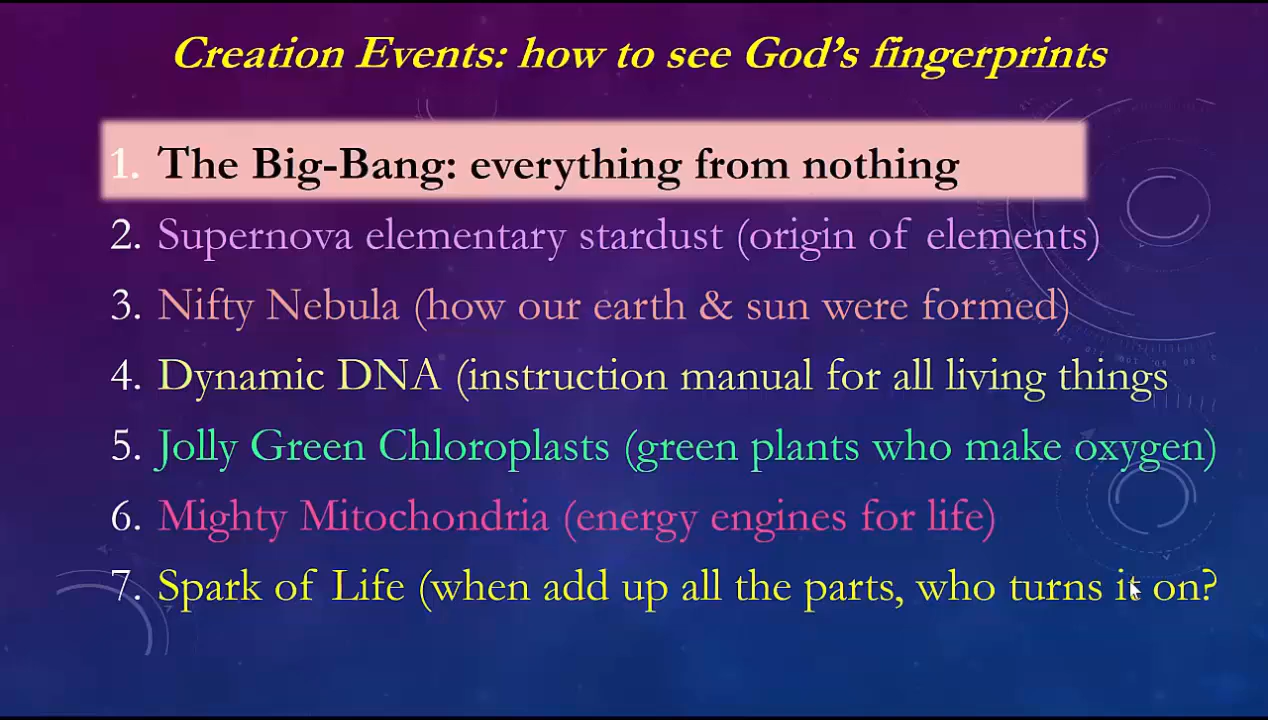 Creation Events: how to see God's fingerprints
1. The Big-Bang: everything from nothing
2. Supernova elementary stardust (origin of elements)
3. Nifty Nebula (how our earth & sun were formed)
4. Dynamic DNA (instruction manual for all living things
5. Jolly Green Chloroplasts (green plants who make oxygen)
6. Mighty Mitochondria (energy engines for life)
7. Spark of Life (when add up all the parts, who turns it on?